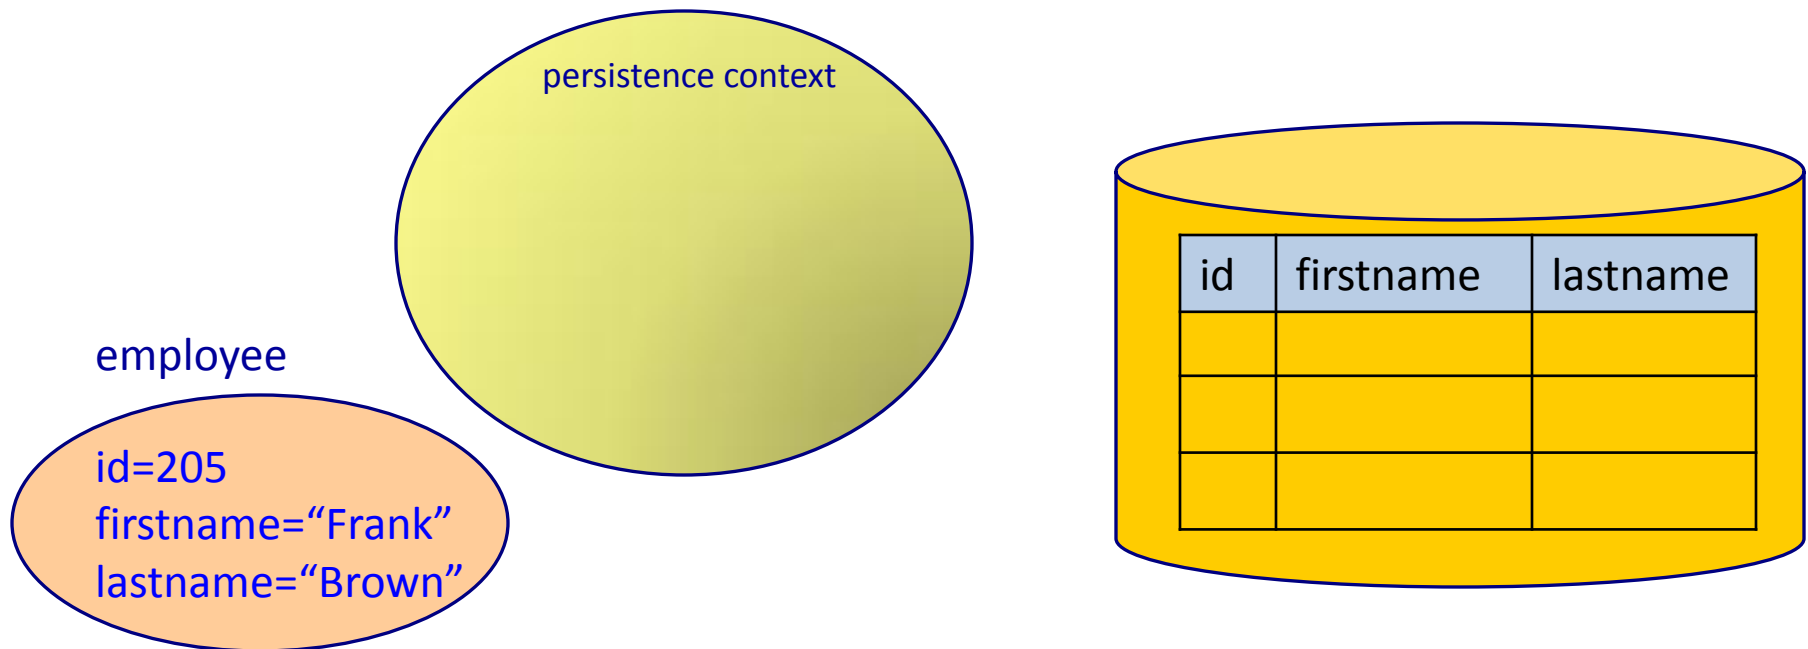 persistence context
id firstname lastname
employee
id=205
firstname=“Frank”
lastname=“Brown”